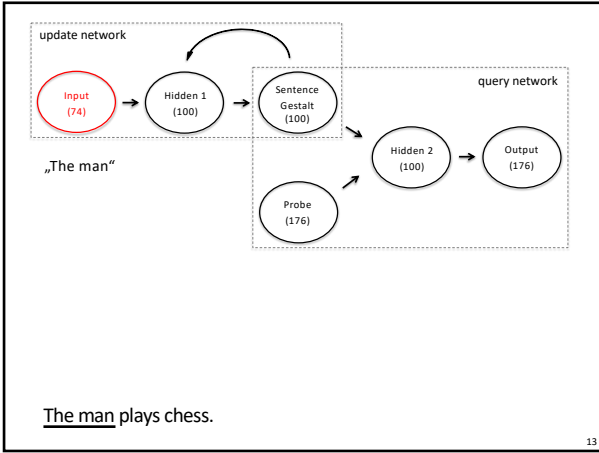 update network
query network
Input
(74)
Hidden 1
(100)
Sentence
Gestalt
(100)
Hidden 2
(100)
Output
(176)
„The man“
Probe
(176)
The man plays chess.
13